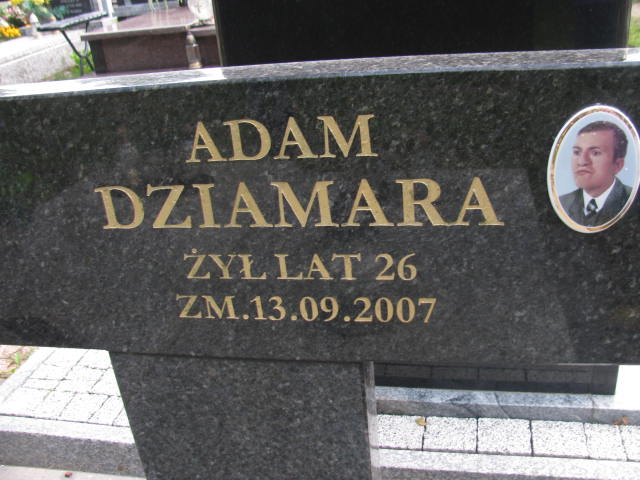 ADAM
DZIAMARA
ŻYŁ LAT 26
ZM.13.09.2007